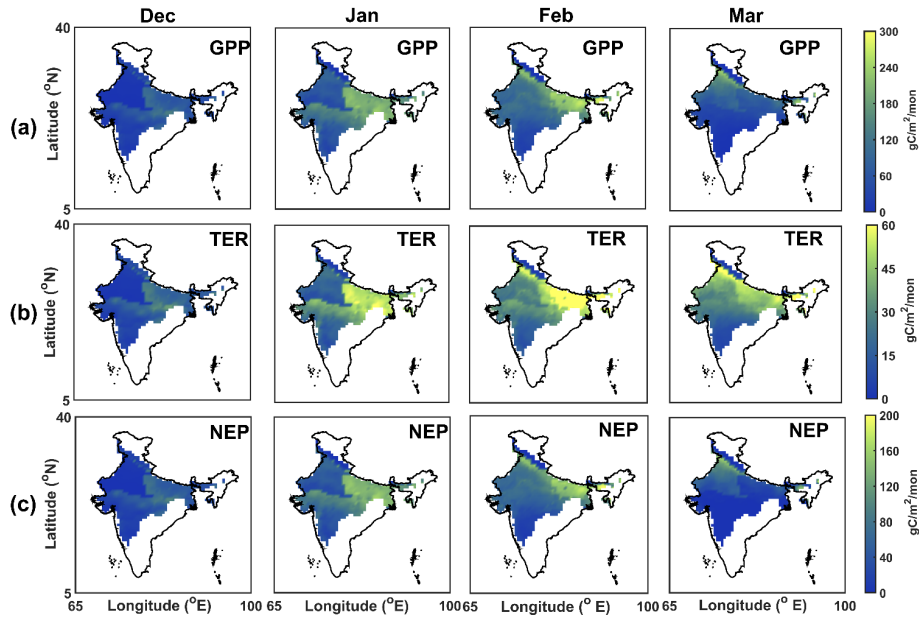 Dec Jan Feb Mar
40 GPP GPP GPP GPP 300
240
(a) Latitude (°N) 180 gC/m²/mon
120
60
5 0
40 TER TER TER TER 60
45
(b) Latitude (°N) 30 gC/m²/mon
15
5 0
40 NEP NEP NEP NEP 200
160
(c) Latitude (°N) 120 gC/m²/mon
80
40
5 0
65 Longitude (°E) 100 65 Longitude (°E) 100 65 Longitude (° E) 100 65 Longitude (° E) 100